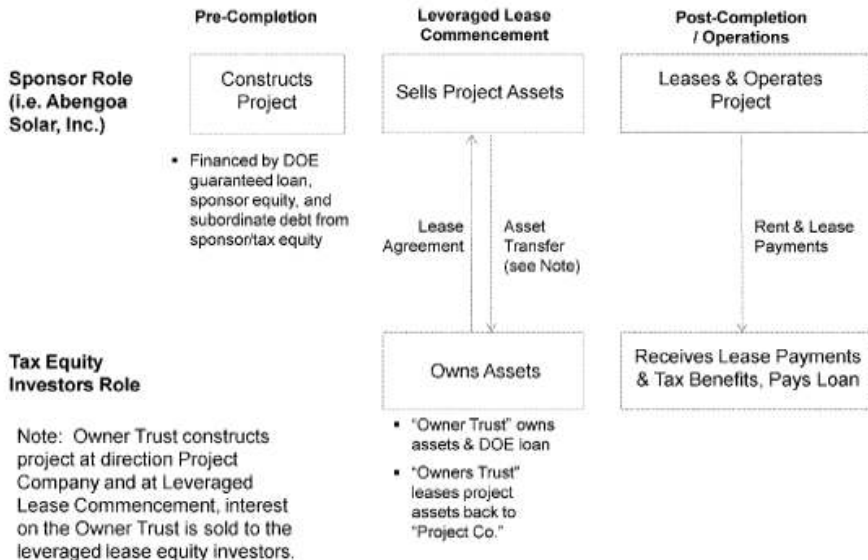 Pre-Completion
Leveraged Lease
Commencement
Post-Completion
/ Operations
Sponsor Role
(i.e. Abengoa
Solar, Inc.)
Constructs
Project
Sells Project Assets
Leases & Operates
Project
▪ Financed by DOE
guaranteed loan,
sponsor equity, and
subordinate debt from
sponsor/tax equity
Lease
Agreement
Asset
Transfer
(see Note)
Rent & Lease
Payments
Tax Equity
Investors Role
Owns Assets
Receives Lease Payments
& Tax Benefits, Pays Loan
▪ "Owner Trust" owns
assets & DOE loan
▪ "Owners Trust"
leases project
assets back to
"Project Co."
Note: Owner Trust constructs
project at direction Project
Company and at Leveraged
Lease Commencement, interest
on the Owner Trust is sold to the
leveraged lease equity investors.